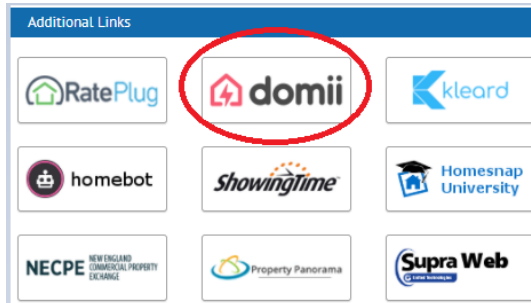 Additional Links
RatePlug
domii
kleard
homebot
ShowingTime
Homesnap
University
NECPE
NEW ENGLAND
COMMERCIAL PROPERTY
EXCHANGE
Property Panorama
Supra Web